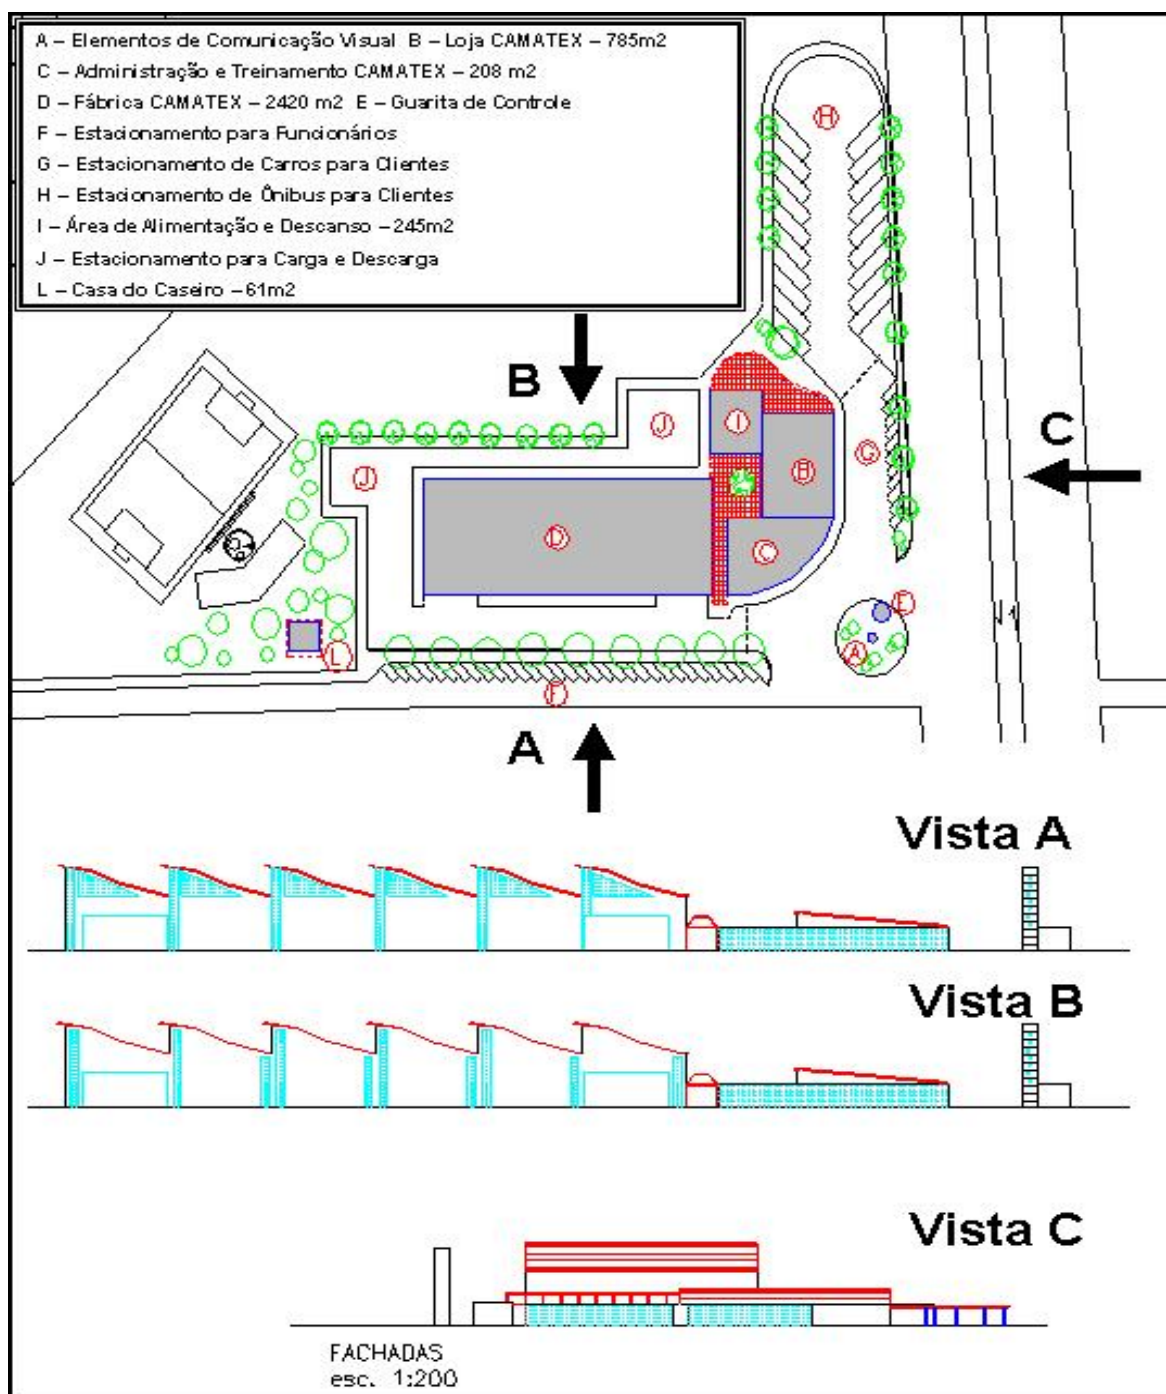 A – Elementos de Comunicação Visual B – Loja CAMATEX – 785m2
C – Administração e Treinamento CAMATEX – 208 m2
D – Fábrica CAMATEX – 2420 m2 E – Guarita de Controle
F – Estacionamento para Funcionários
G – Estacionamento de Carros para Clientes
H – Estacionamento de Ônibus para Clientes
I – Área de Alimentação e Descanso – 245m2
J – Estacionamento para Carga e Descarga
L – Casa do Caseiro – 61m2
H
B
C
J
I
G
J
B
D
C
E
A
L
F
A
Vista A
Vista B
Vista C
FACHADAS
esc. 1:200